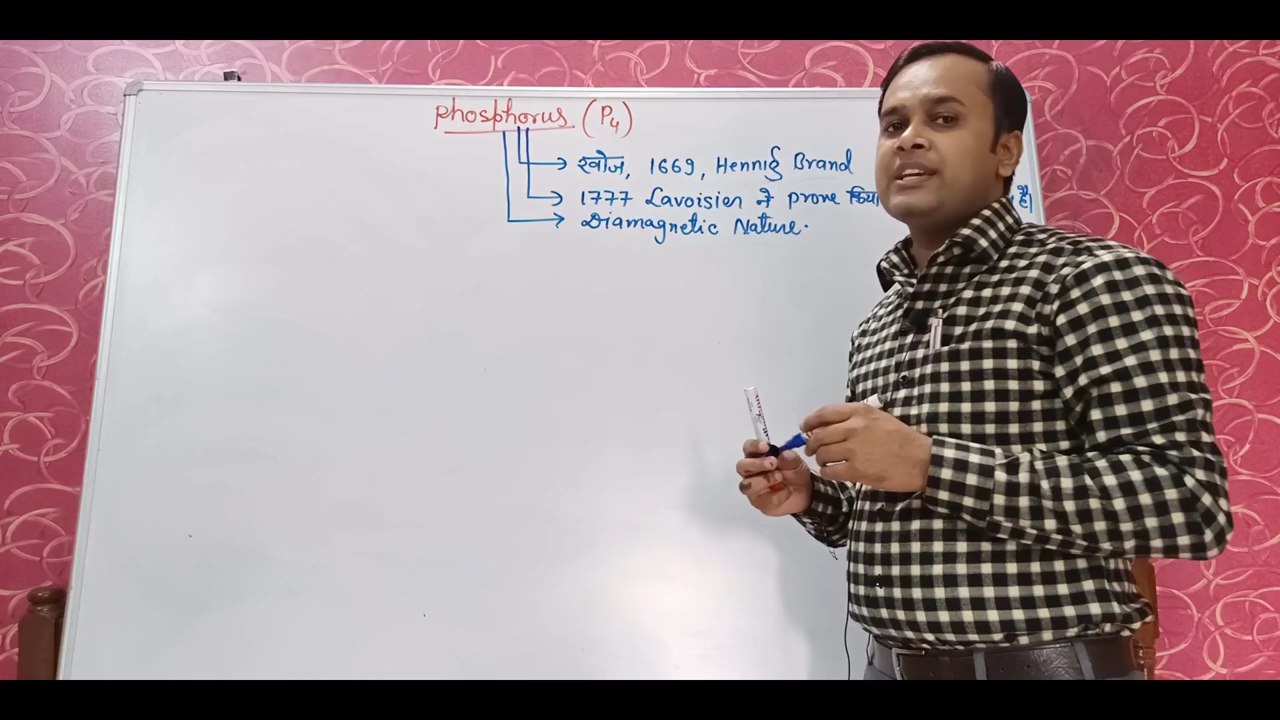 phosphorus (P4)
खोज, 1669, Hennig Brand
1777 Lavoisier ने prove किया है।
Diamagnetic Nature.